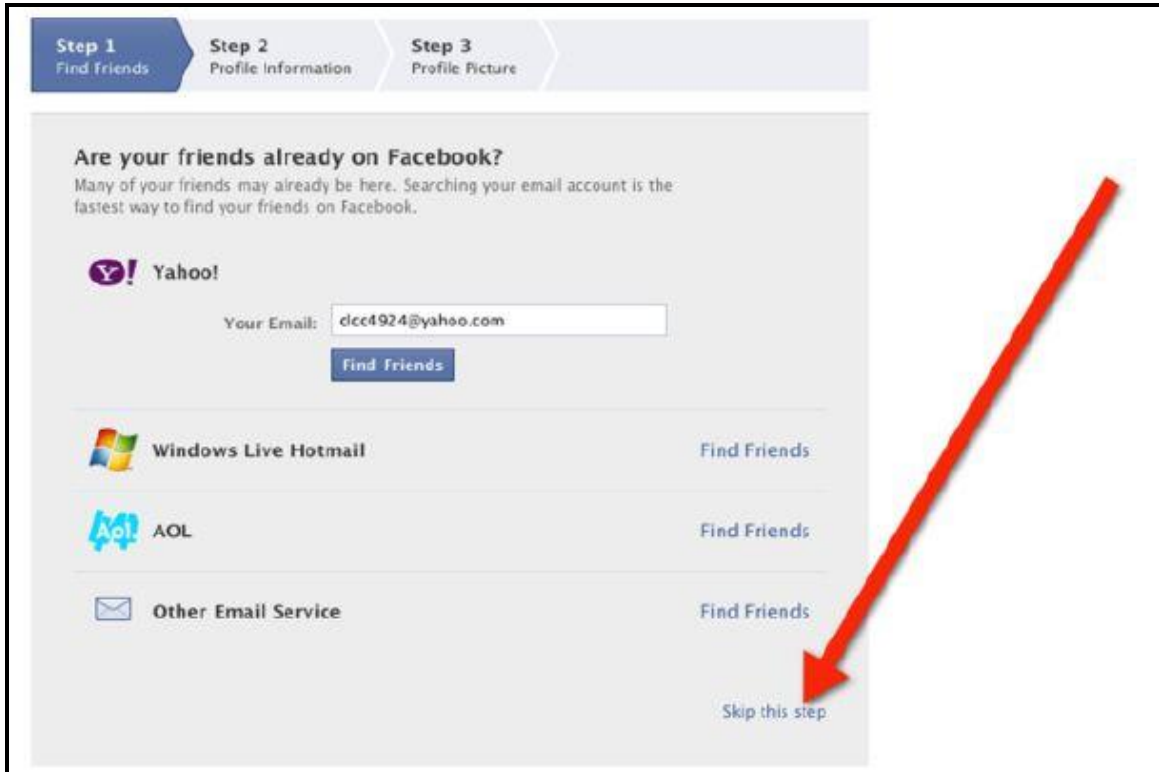 Step 1
Find Friends
Step 2
Profile Information
Step 3
Profile Picture
Are your friends already on Facebook?
Many of your friends may already be here. Searching your email account is the
fastest way to find your friends on Facebook.
Y! Yahoo!
Your Email: clcc4924@yahoo.com
Find Friends
Windows Live Hotmail Find Friends
Aol AOL Find Friends
Other Email Service Find Friends
Skip this step